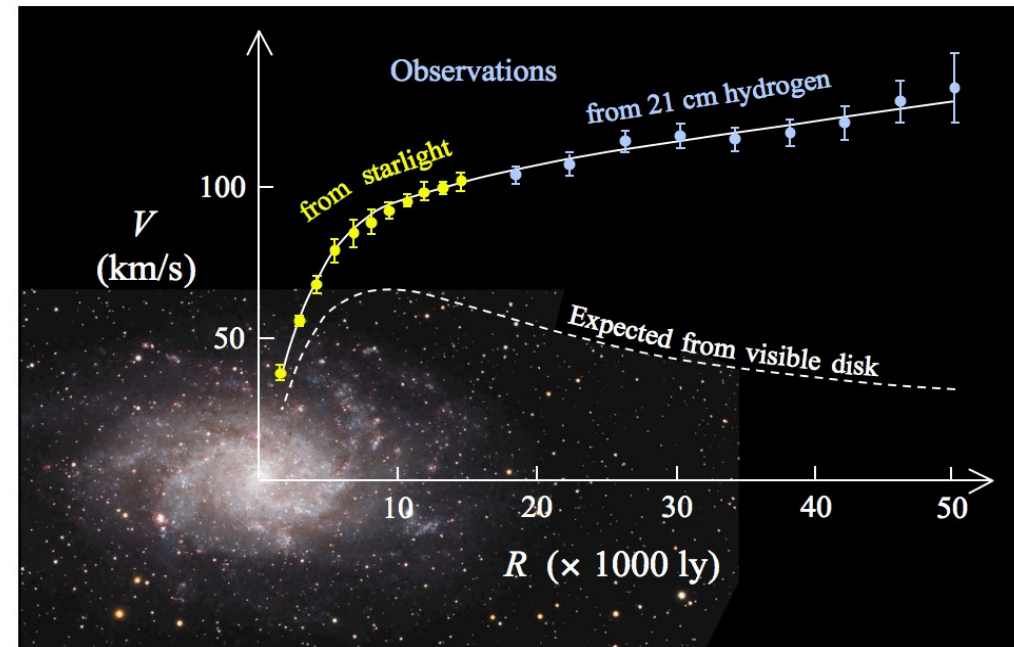 Observations
from 21 cm hydrogen
from starlight
100
V
(km/s)
50
Expected from visible disk
10 20 30 40 50
R (× 1000 ly)